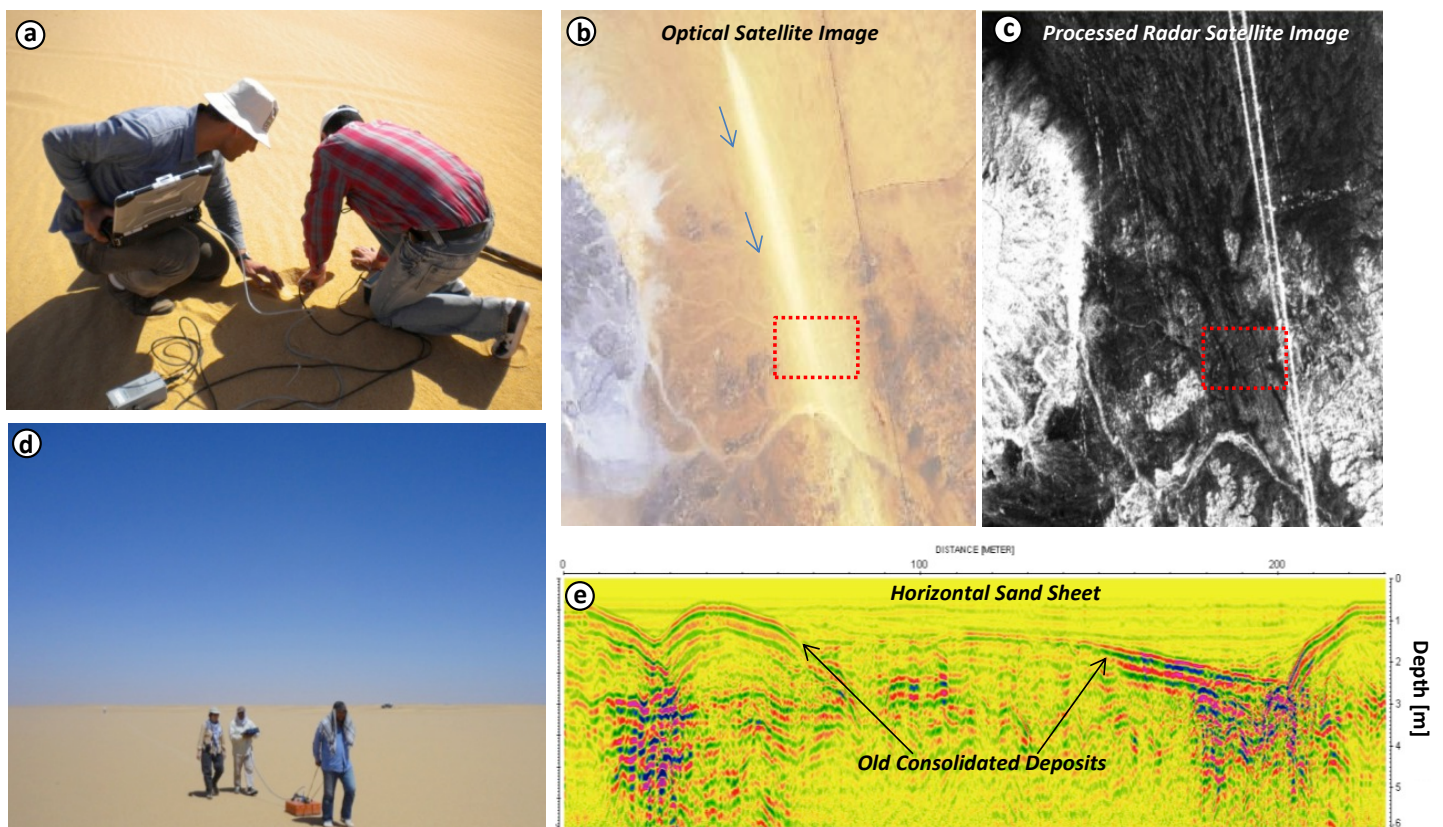 a
b
Optical Satellite Image
c
Processed Radar Satellite Image
d
DISTANCE [METER]
0
100
200
e
Horizontal Sand Sheet
Old Consolidated Deposits
0
1
2
3
4
5
6
Depth [m]